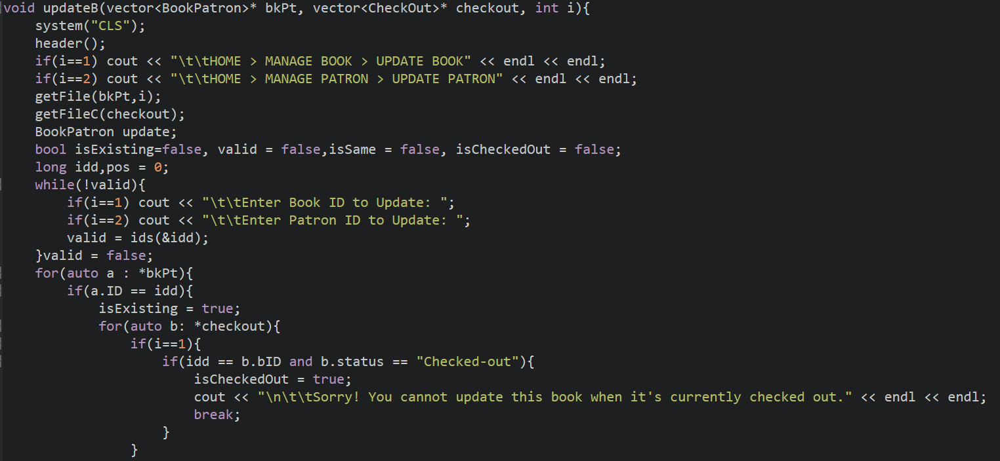 void updateB(vector<BookPatron>* bkPt, vector<CheckOut>* checkout, int i){
    system("CLS");
    header();
    if(i==1) cout << "\t\tHOME > MANAGE BOOK > UPDATE BOOK" << endl << endl;
    if(i==2) cout << "\t\tHOME > MANAGE PATRON > UPDATE PATRON" << endl << endl;
    getFile(bkPt,i);
    getFileC(checkout);
    BookPatron update;
    bool isExisting=false, valid = false,isSame = false, isCheckedOut = false;
    long idd,pos = 0;
    while(!valid){
        if(i==1) cout << "\t\tEnter Book ID to Update: ";
        if(i==2) cout << "\t\tEnter Patron ID to Update: ";
        valid = ids(&idd);
    }valid = false;
    for(auto a : *bkPt){
        if(a.ID == idd){
            isExisting = true;
            for(auto b: *checkout){
                if(i==1){
                    if(idd == b.bID and b.status == "Checked-out"){
                        isCheckedOut = true;
                        cout << "\n\t\tSorry! You cannot update this book when it's currently checked out." << endl << endl;
                        break;
                    }
                }